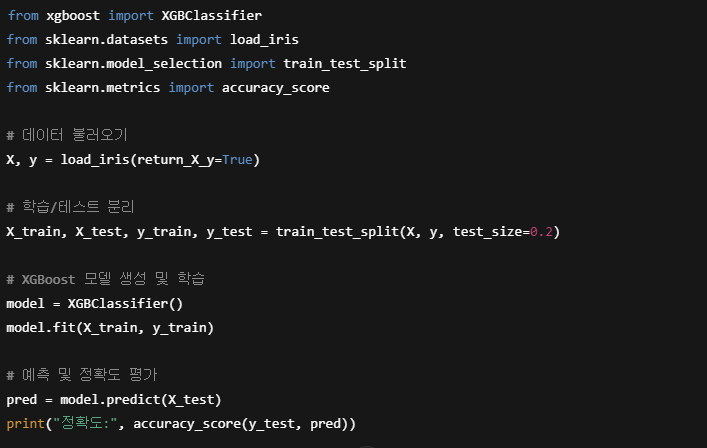 from xgboost import XGBClassifier
from sklearn.datasets import load_iris
from sklearn.model_selection import train_test_split
from sklearn.metrics import accuracy_score
# 데이터 불러오기
X, y = load_iris(return_X_y=True)
# 학습/테스트 분리
X_train, X_test, y_train, y_test = train_test_split(X, y, test_size=0.2)
# XGBoost 모델 생성 및 학습
model = XGBClassifier()
model.fit(X_train, y_train)
# 예측 및 정확도 평가
pred = model.predict(X_test)
print("정확도:", accuracy_score(y_test, pred))